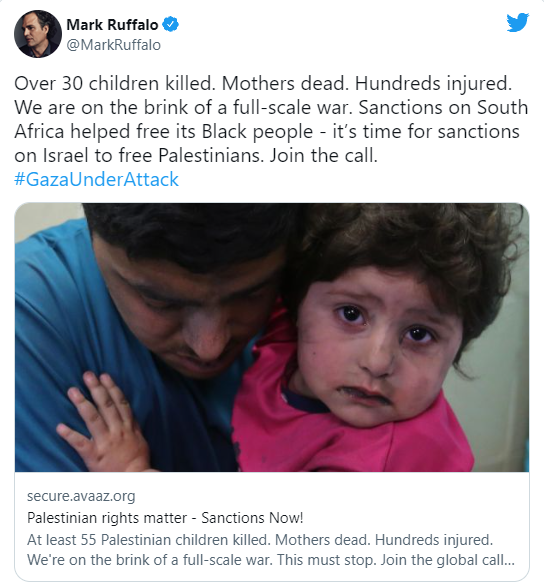 Mark Ruffalo
@MarkRuffalo
Over 30 children killed. Mothers dead. Hundreds injured.
We are on the brink of a full-scale war. Sanctions on South
Africa helped free its Black people - it’s time for sanctions
on Israel to free Palestinians. Join the call.
#GazaUnderAttack
secure.avaaz.org
Palestinian rights matter - Sanctions Now!
At least 55 Palestinian children killed. Mothers dead. Hundreds injured.
We're on the brink of a full-scale war. This must stop. Join the global call...